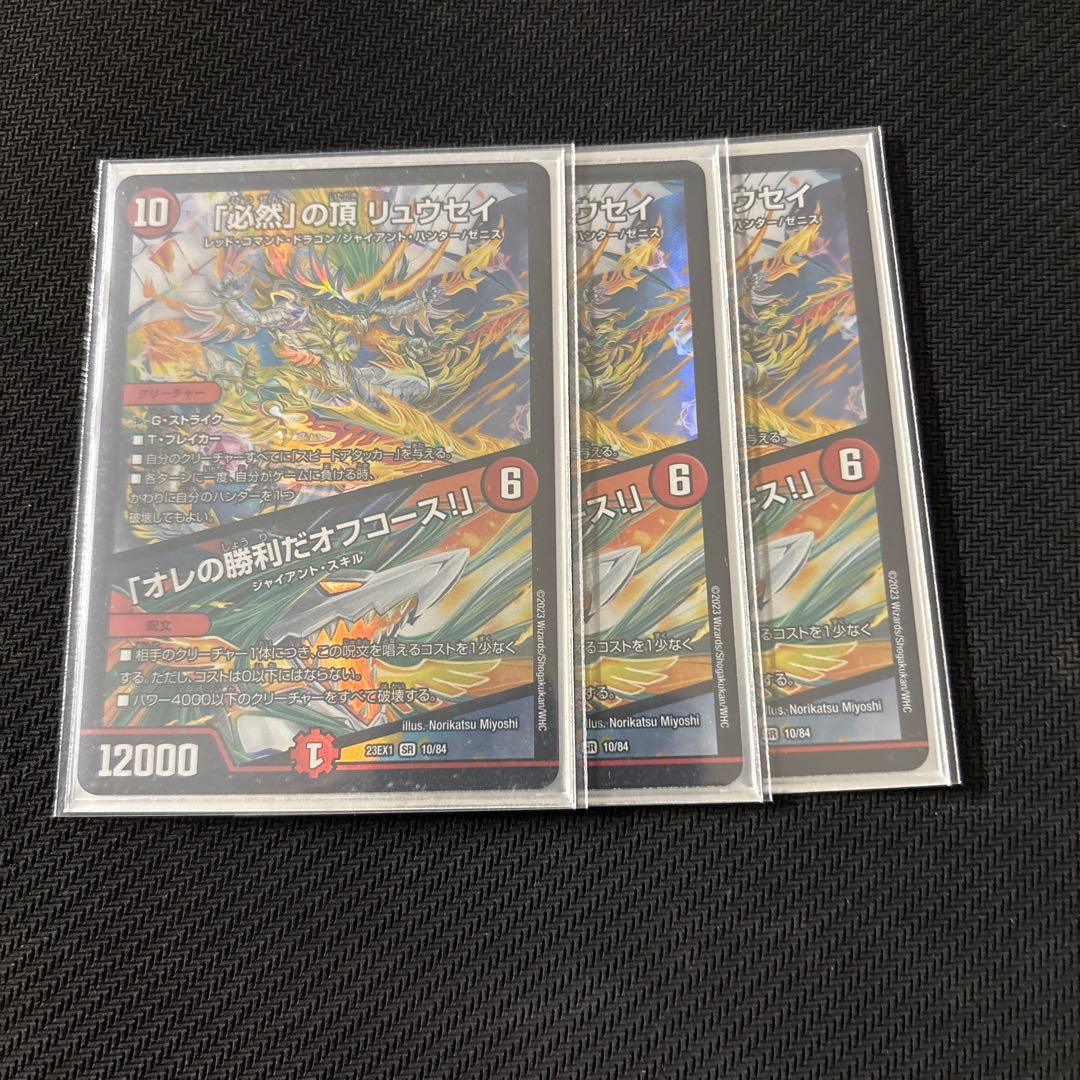 10
「必然」の頂 リュウセイ
レッド・コマンド・ドラゴン/ジャイアント・ハンター/ゼニス
クリーチャー
G・ストライク
■ T・ブレイカー
■ 自分のクリーチャーすべてに「スピードアタッカー」を与える。
■ 各ターンに一度、自分がゲームに負ける時、
かわりに自分のハンターを1つ
破壊してもよい。
6
「オレの勝利だオフコース!」
しょうり
ジャイアント・スキル
呪文
■ 相手のクリーチャー1体につき、この呪文を唱えるコストを1少なく
する。ただし、コストは0以下にはならない。
■ パワー4000以下のクリーチャーをすべて破壊する。
illus. Norikatsu Miyoshi
©2023 Wizards/Shogakukan/WHC
12000
1
23EX1 SR 10/84
ウセイ
ハンター/ゼニス
を与える。
6
ース!」
るコストを1少なく
する。
illus. Norikatsu Miyoshi
©2023 Wizards/Shogakukan/WHC
SR 10/84
ウセイ
ンター/ゼニス
与える。
6
ス!」
るコストを1少なく
る。
illus. Norikatsu Miyoshi
©2023 Wizards/Shogakukan/WHC
SR 10/84